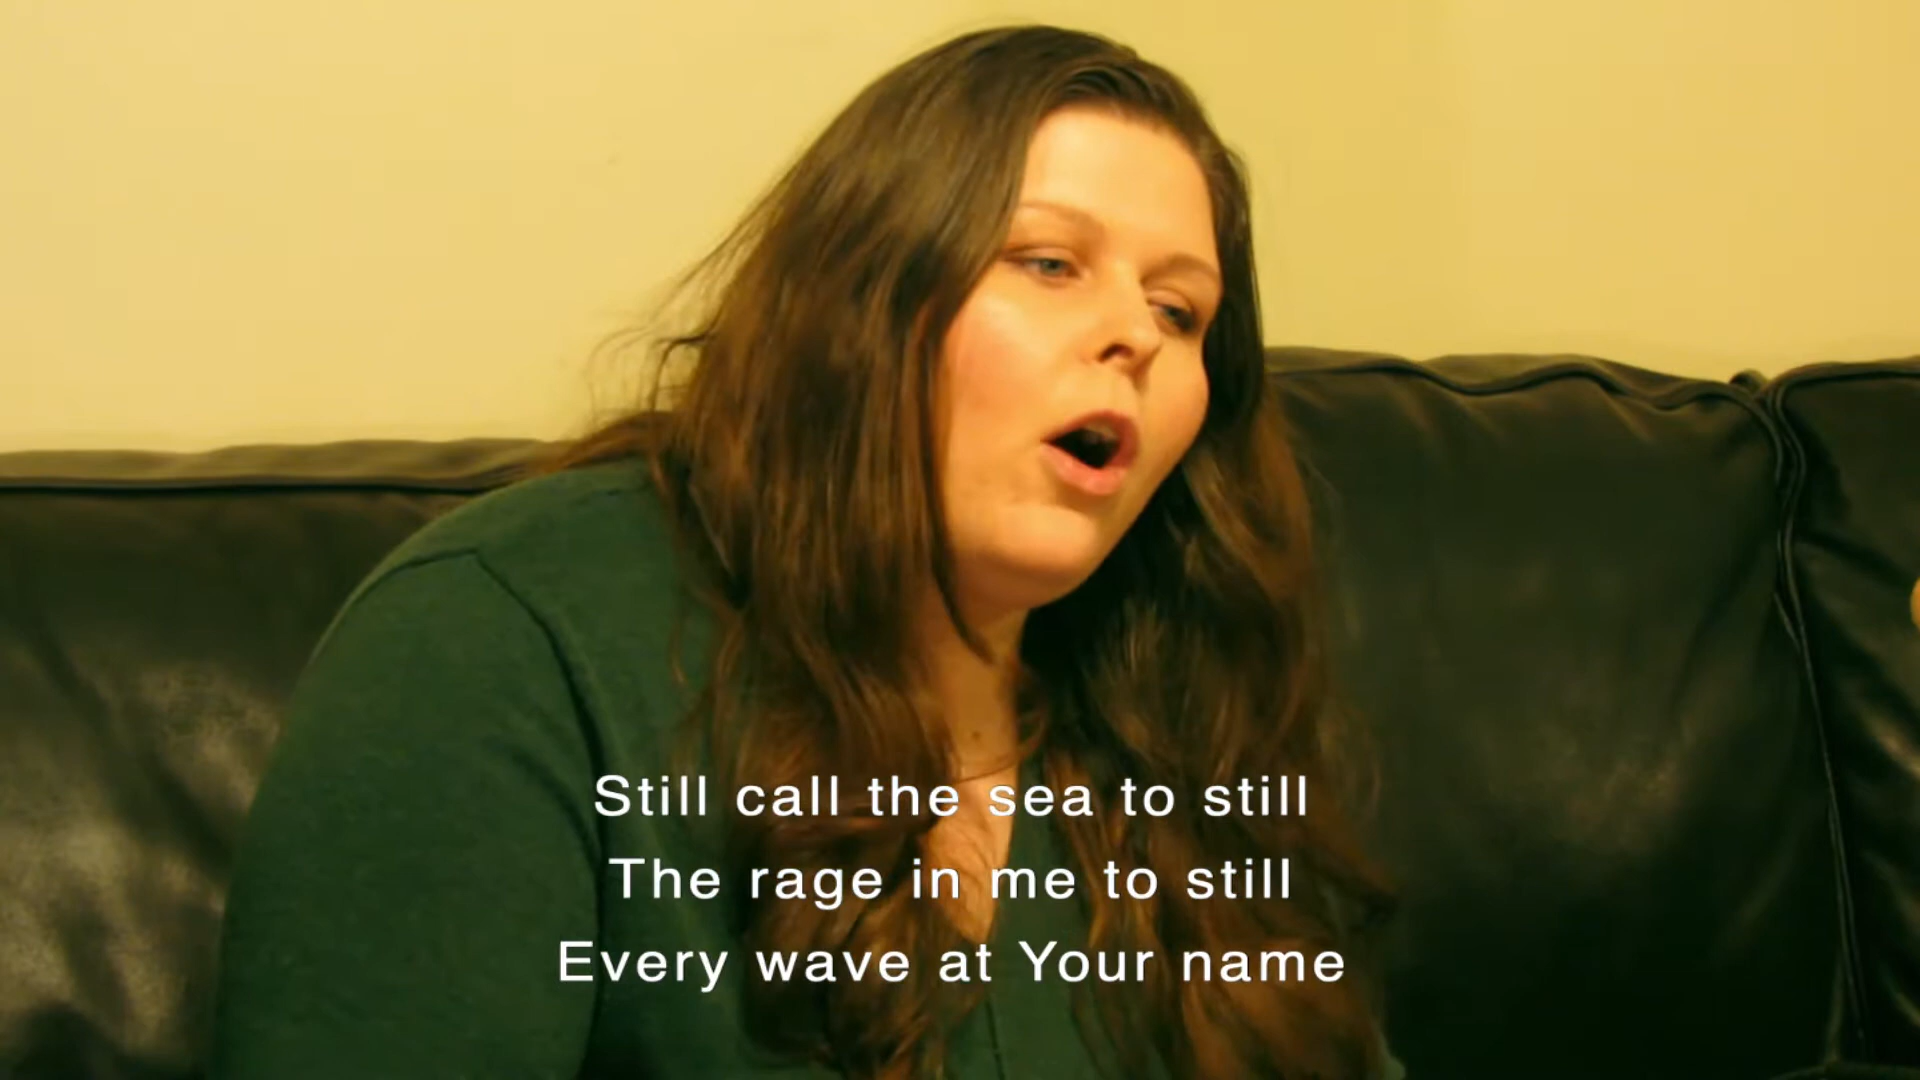 Still call the sea to still
The rage in me to still
Every wave at Your name